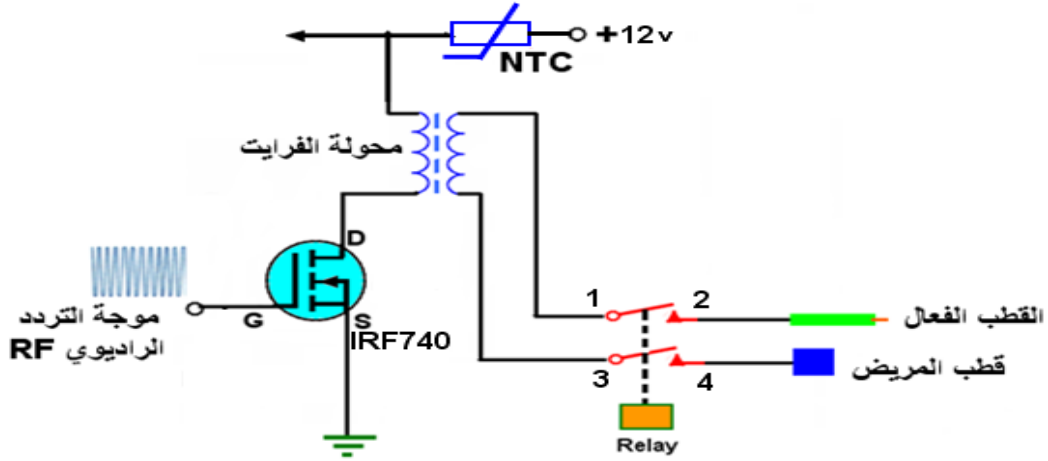 +12v
NTC
محولة الفرايت
D
G
S
IRF740
موجة التردد
الراديوي RF
1
2
القطب الفعال
3
4
قطب المريض
Relay